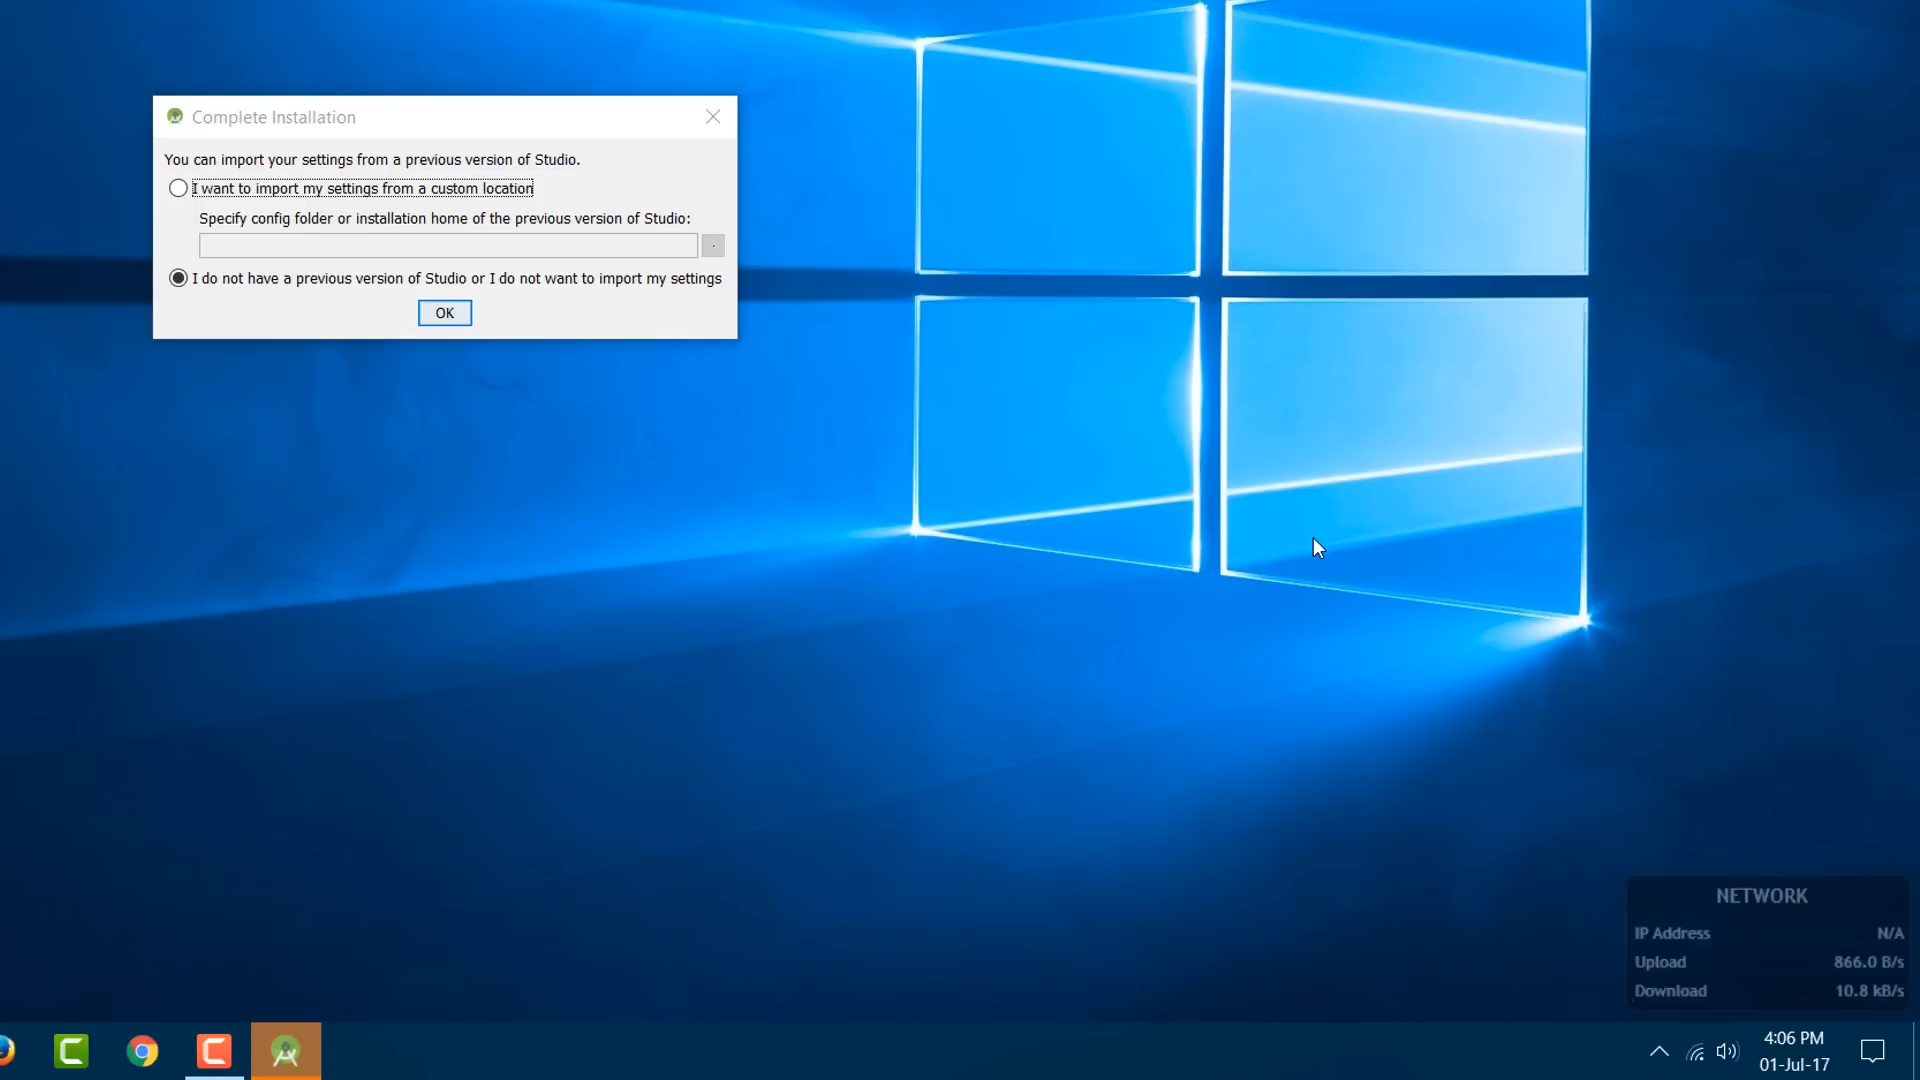 Complete Installation
You can import your settings from a previous version of Studio.
I want to import my settings from a custom location
Specify config folder or installation home of the previous version of Studio:
.
I do not have a previous version of Studio or I do not want to import my settings
OK
NETWORK
IP Address N/A
Upload 866.0 B/s
Download 10.8 kB/s
4:06 PM
01-Jul-17